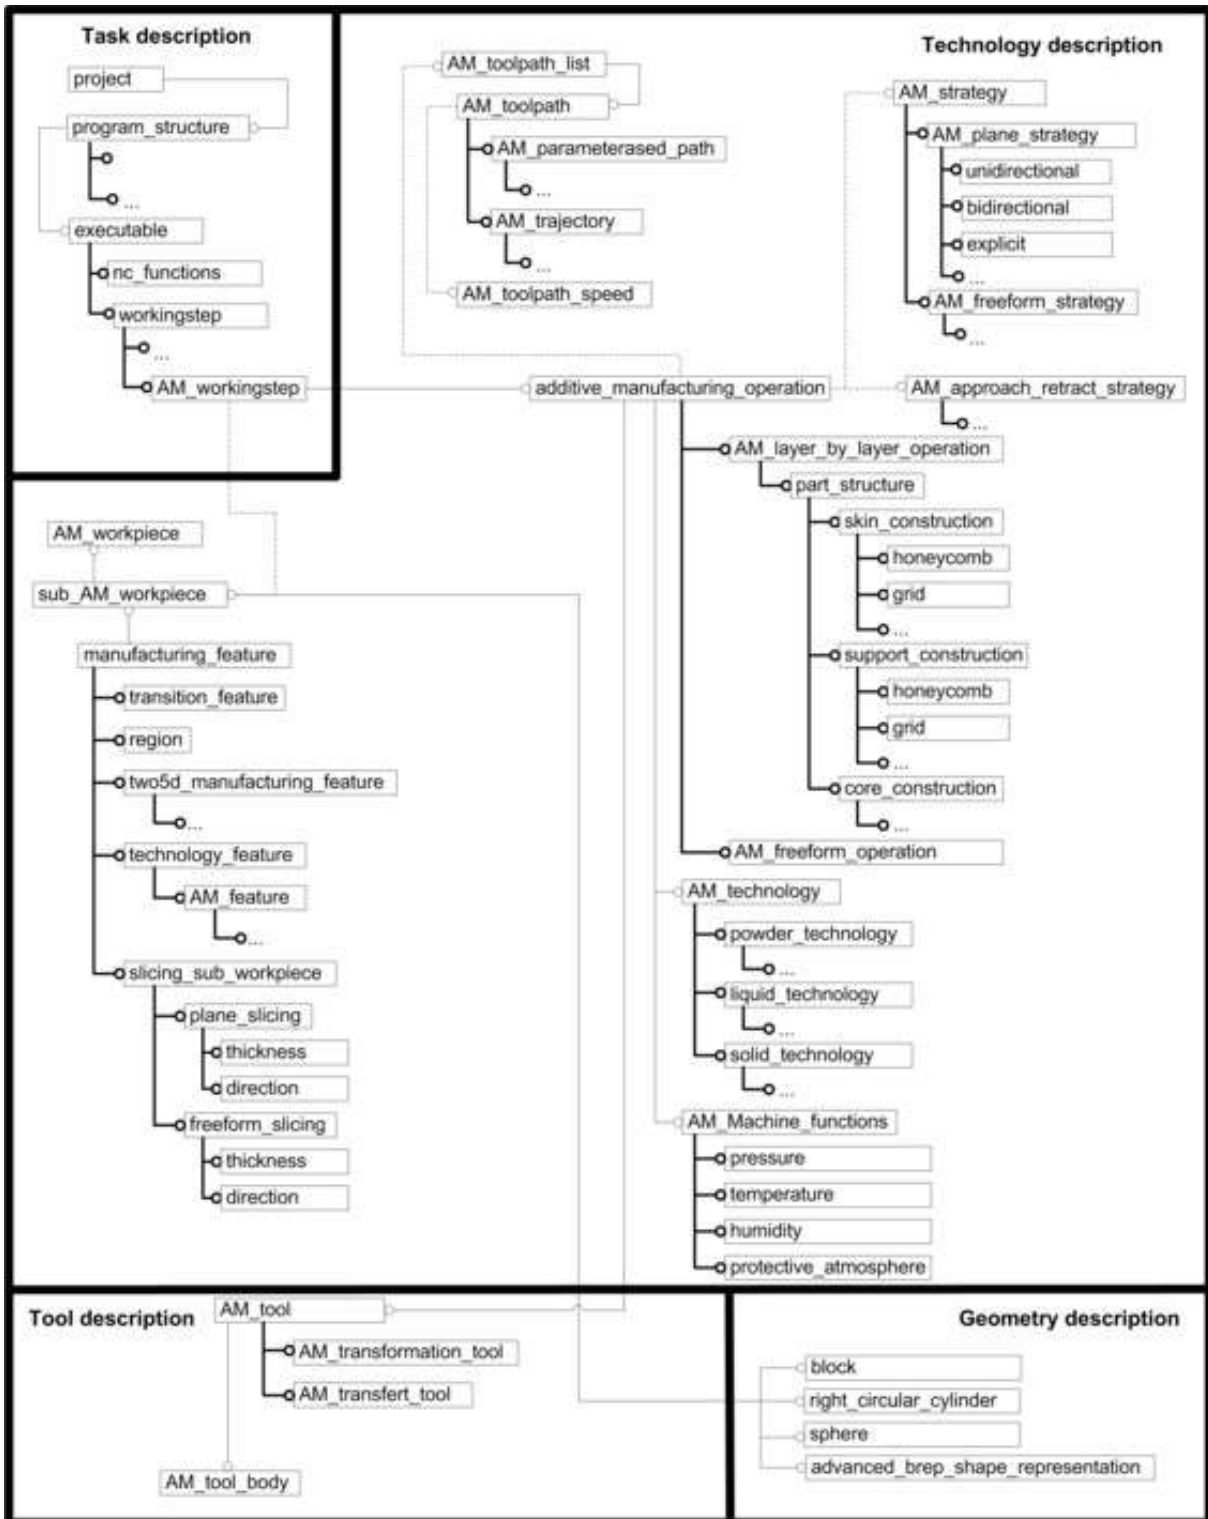 Task description
project
program_structure
...
executable
nc_functions
workingstep
...
AM_workingstep
Technology description
AM_toolpath_list
AM_toolpath
AM_parameterased_path
...
AM_trajectory
...
AM_toolpath_speed
AM_strategy
AM_plane_strategy
unidirectional
bidirectional
explicit
...
AM_freeform_strategy
...
additive_manufacturing_operation
AM_approach_retract_strategy
...
AM_layer_by_layer_operation
part_structure
skin_construction
honeycomb
grid
...
support_construction
honeycomb
grid
...
core_construction
...
AM_freeform_operation
AM_technology
powder_technology
...
liquid_technology
...
solid_technology
...
AM_Machine_functions
pressure
temperature
humidity
protective_atmosphere
AM_workpiece
sub_AM_workpiece
manufacturing_feature
transition_feature
region
two5d_manufacturing_feature
...
technology_feature
AM_feature
...
slicing_sub_workpiece
plane_slicing
thickness
direction
freeform_slicing
thickness
direction
Tool description
AM_tool
AM_transformation_tool
AM_transfert_tool
AM_tool_body
Geometry description
block
right_circular_cylinder
sphere
advanced_brep_shape_representation